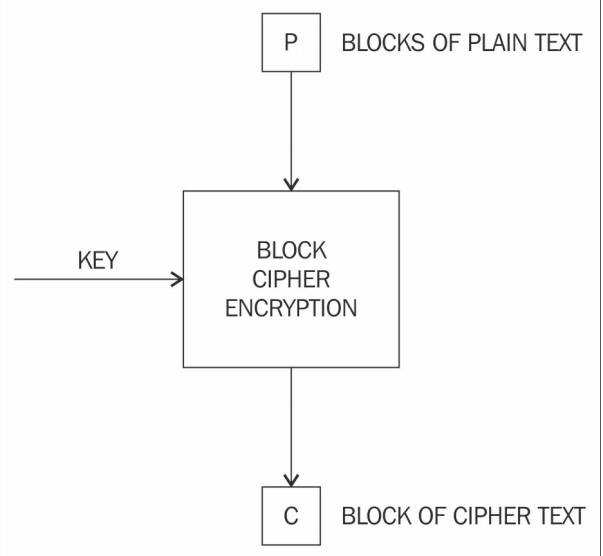 P BLOCKS OF PLAIN TEXT
KEY
BLOCK
CIPHER
ENCRYPTION
C BLOCK OF CIPHER TEXT